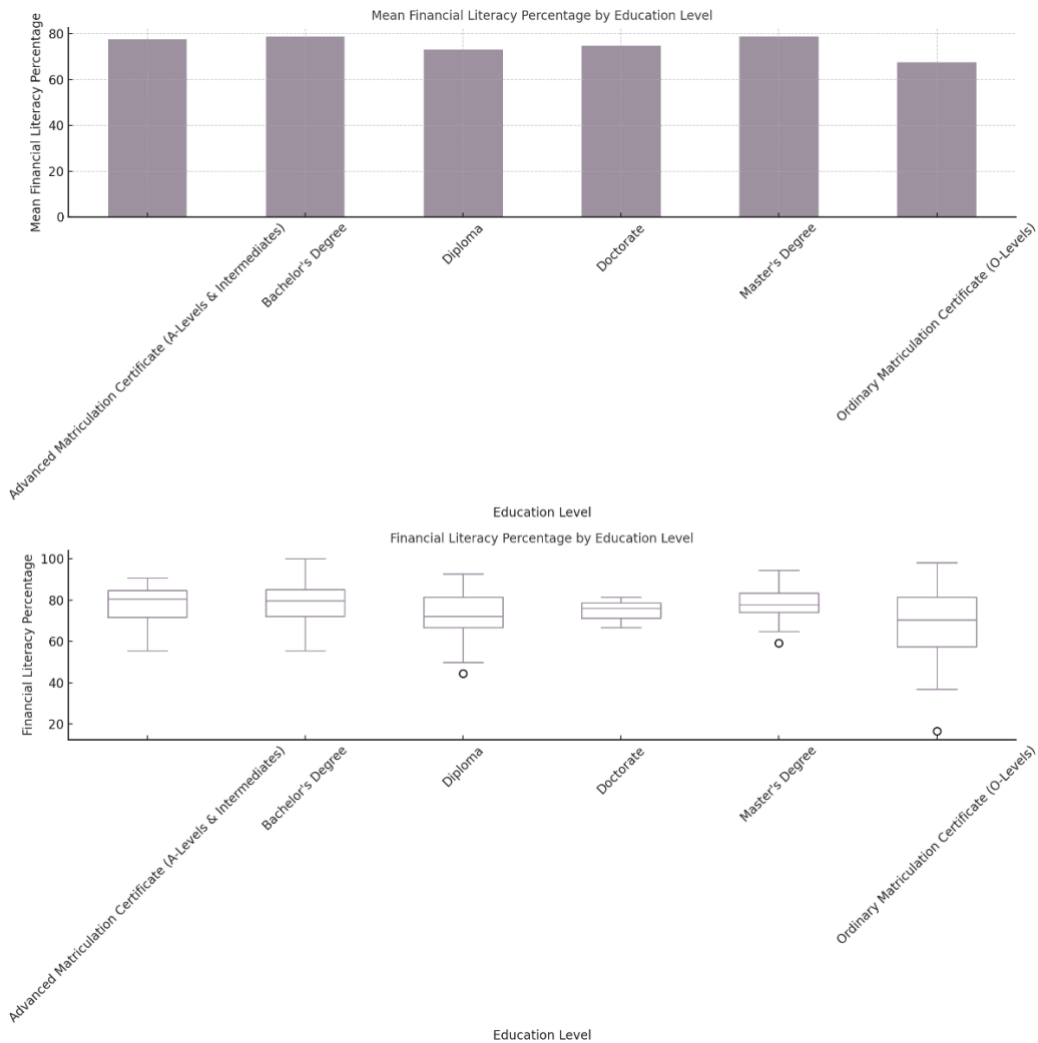 Mean Financial Literacy Percentage by Education Level
Mean Financial Literacy Percentage
80
60
40
20
0
Advanced Matriculation Certificate (A-Levels & Intermediates)
Bachelor's Degree
Diploma
Doctorate
Master's Degree
Ordinary Matriculation Certificate (O-Levels)
Education Level
Financial Literacy Percentage by Education Level
Financial Literacy Percentage
100
80
60
40
20
Advanced Matriculation Certificate (A-Levels & Intermediates)
Bachelor's Degree
Diploma
Doctorate
Master's Degree
Ordinary Matriculation Certificate (O-Levels)
Education Level